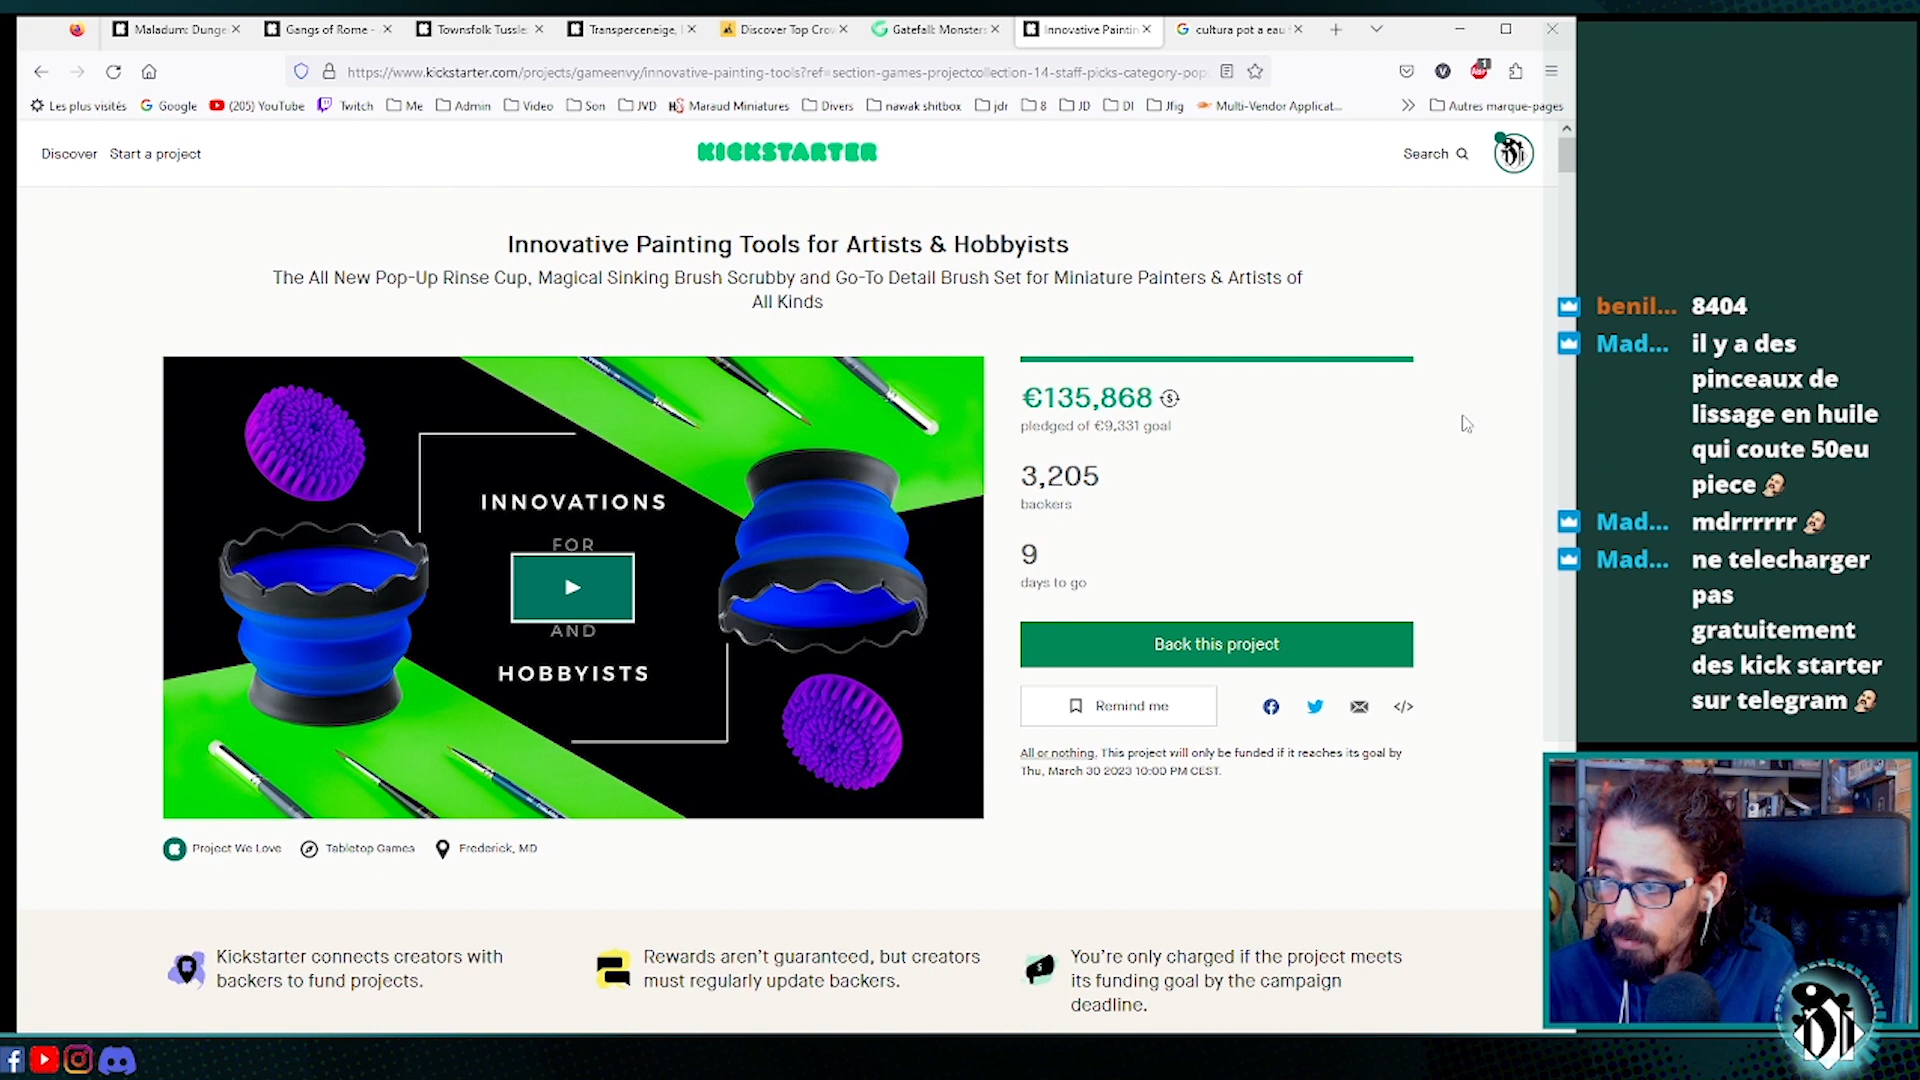 Maladum: Dunge
Gangs of Rome -
Townsfolk Tussle
Transperceneige,
Discover Top Crow
Gatefall: Monsters
Innovative Paintin
cultura pot a eau
https://www.kickstarter.com/projects/gameenvy/innovative-painting-tools?ref=section-games-projectcollection-14-staff-picks-category-pop
1
Les plus visités
Google
(205) YouTube
Twitch
Me
Admin
Video
Son
JVD
Maraud Miniatures
Divers
nawak shitbox
jdr
8
JD
DI
Jfig
Multi-Vendor Applicat...
Autres marque-pages
Discover
Start a project
KICKSTARTER
Search
Innovative Painting Tools for Artists & Hobbyists
The All New Pop-Up Rinse Cup, Magical Sinking Brush Scrubby and Go-To Detail Brush Set for Miniature Painters & Artists of
All Kinds
INNOVATIONS
FOR
AND
HOBBYISTS
€135,868
pledged of €9,331 goal
3,205
backers
9
days to go
Back this project
Remind me
All or nothing. This project will only be funded if it reaches its goal by
Thu, March 30 2023 10:00 PM CEST.
Project We Love
Tabletop Games
Frederick, MD
Kickstarter connects creators with
backers to fund projects.
Rewards aren't guaranteed, but creators
must regularly update backers.
You're only charged if the project meets
its funding goal by the campaign
deadline.
benil... 8404
Mad... il y a des
pinceaux de
lissage en huile
qui coute 50eu
piece
Mad... mdrrrrrr
Mad... ne telecharger
pas
gratuitement
des kick starter
sur telegram